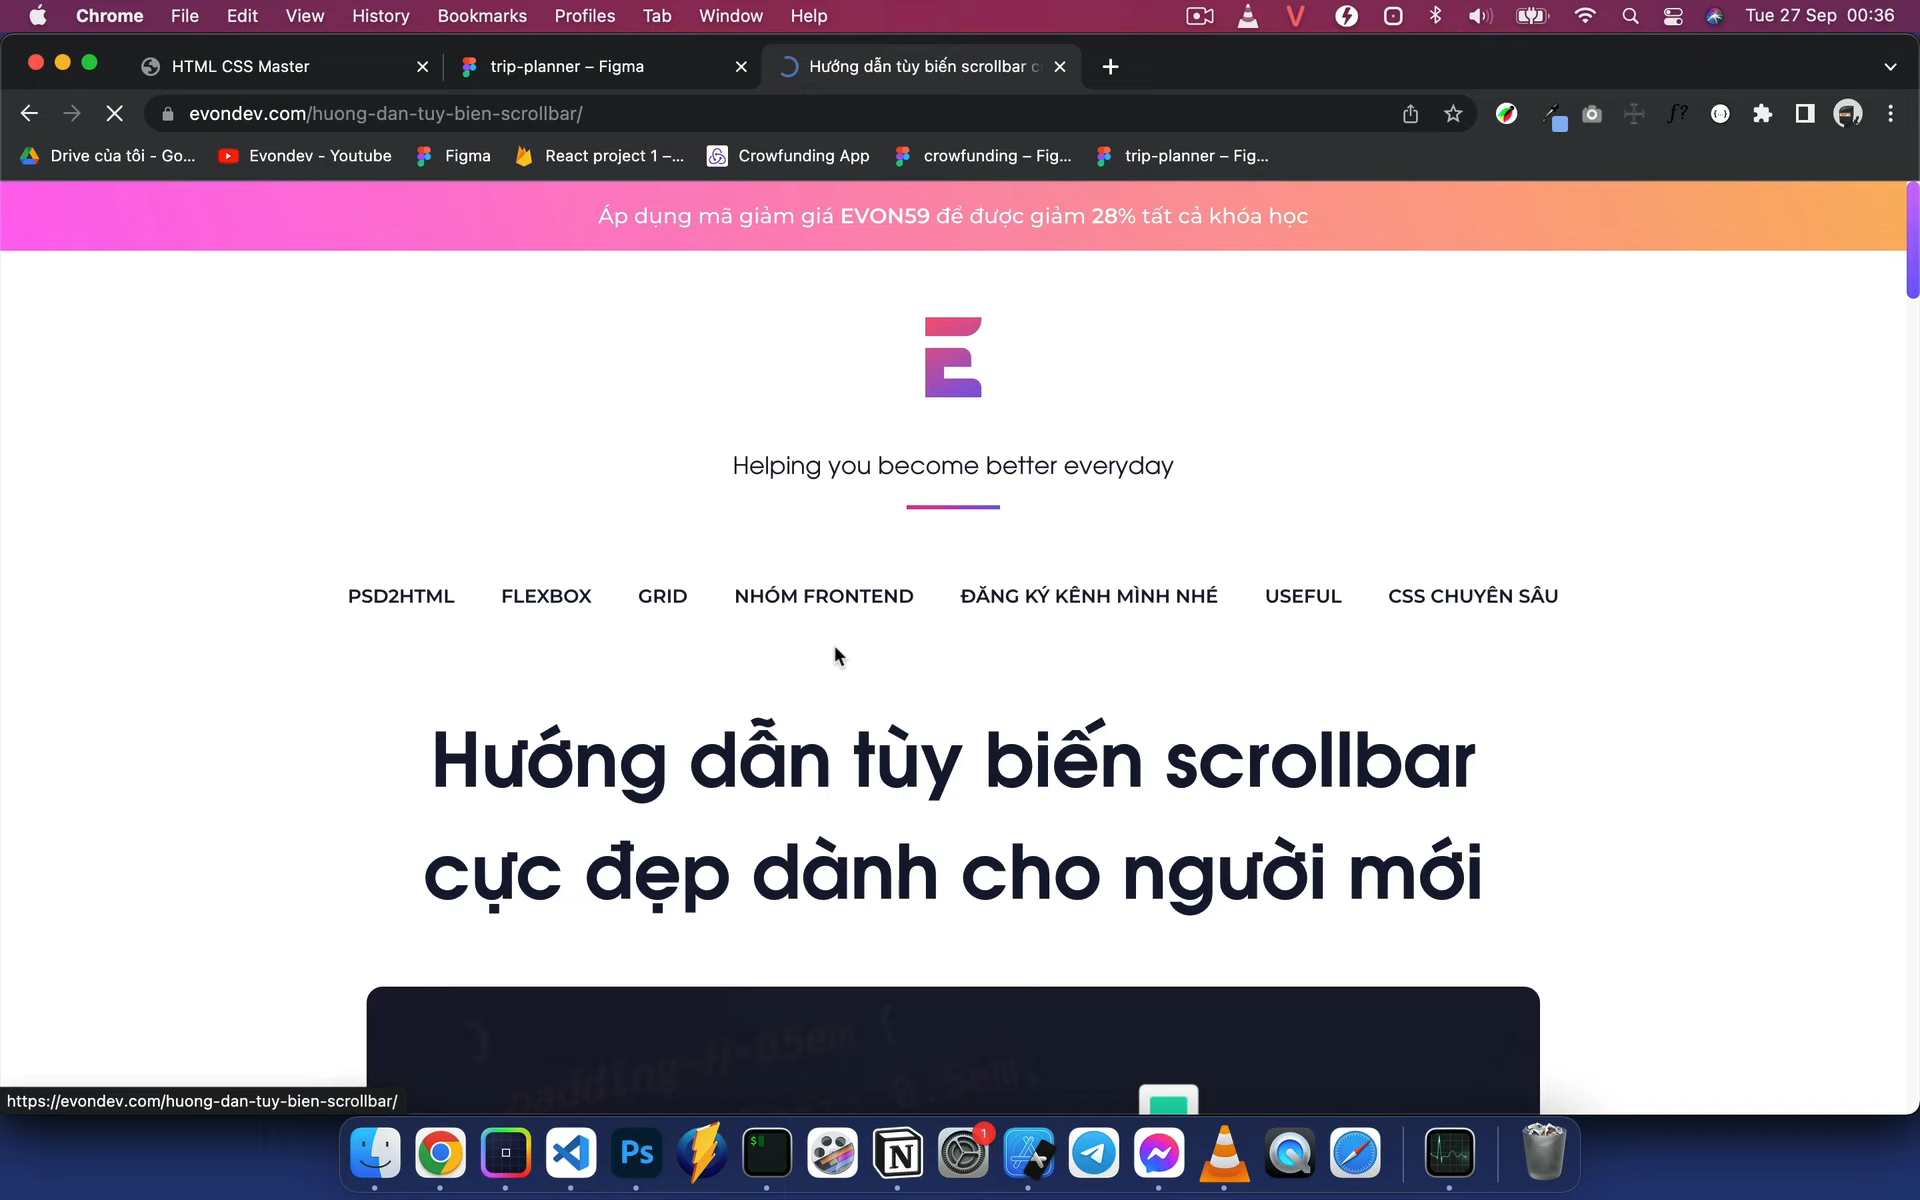 Chrome File Edit View History Bookmarks Profiles Tab Window Help Tue 27 Sep 00:36
HTML CSS Master trip-planner – Figma Hướng dẫn tùy biến scrollbar
evondev.com/huong-dan-tuy-bien-scrollbar/
Drive của tôi - Go... Evondev - Youtube Figma React project 1 –... Crowfunding App crowfunding – Fig... trip-planner – Fig...
Áp dụng mã giảm giá EVON59 để được giảm 28% tất cả khóa học
Helping you become better everyday
PSD2HTML FLEXBOX GRID NHÓM FRONTEND ĐĂNG KÝ KÊNH MÌNH NHÉ USEFUL CSS CHUYÊN SÂU
Hướng dẫn tùy biến scrollbar
cực đẹp dành cho người mới
https://evondev.com/huong-dan-tuy-bien-scrollbar/
Ps
1